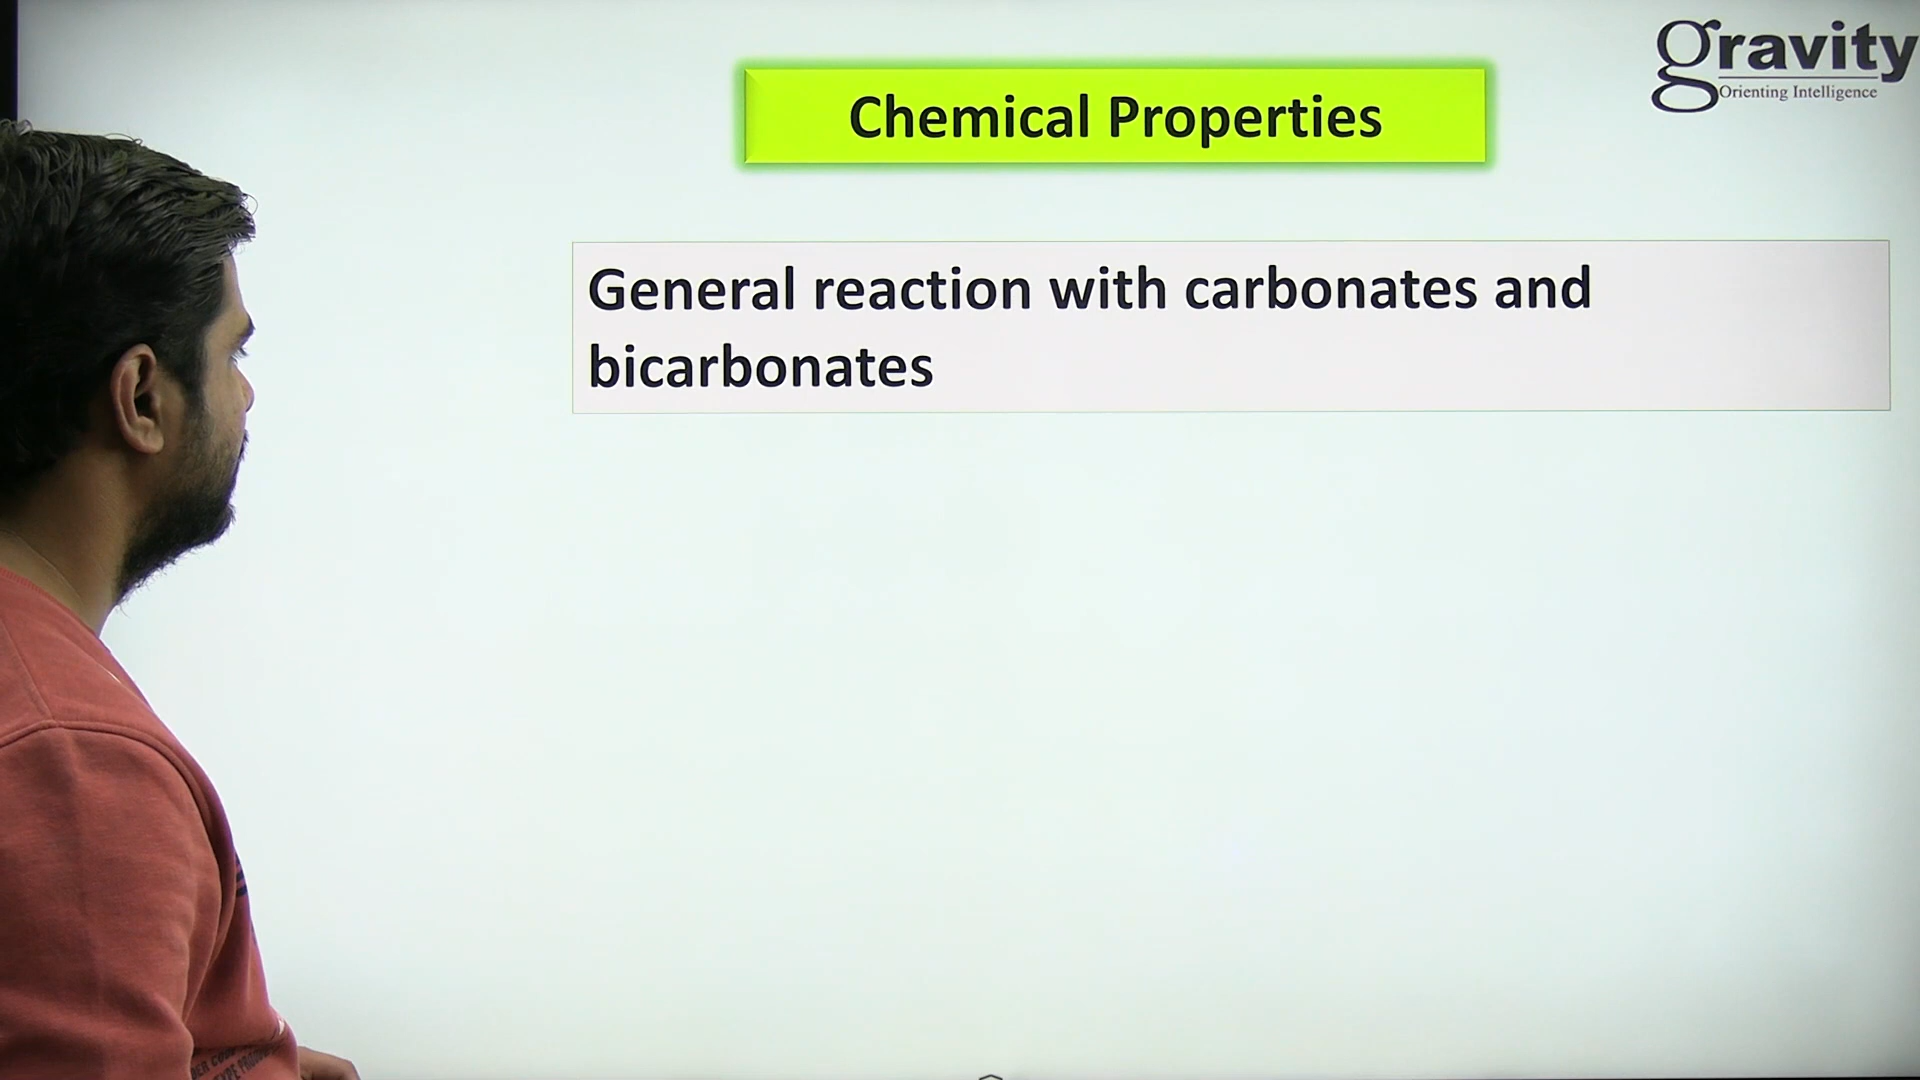 gravity
Orienting Intelligence
Chemical Properties
General reaction with carbonates and
bicarbonates